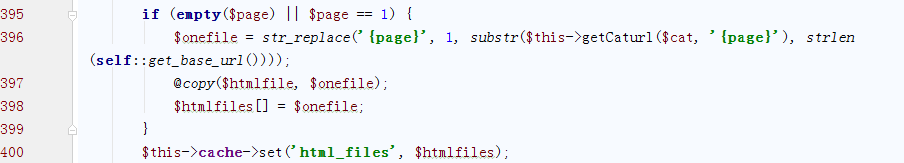 395 if (empty($page) || $page == 1) {
396 $onefile = str_replace('{page}', 1, substr($this->getCaturl($cat, '{page}'), strlen
(self::get_base_url())));
397 @copy($htmlfile, $onefile);
398 $htmlfiles[] = $onefile;
399 }
400 $this->cache->set('html_files', $htmlfiles);